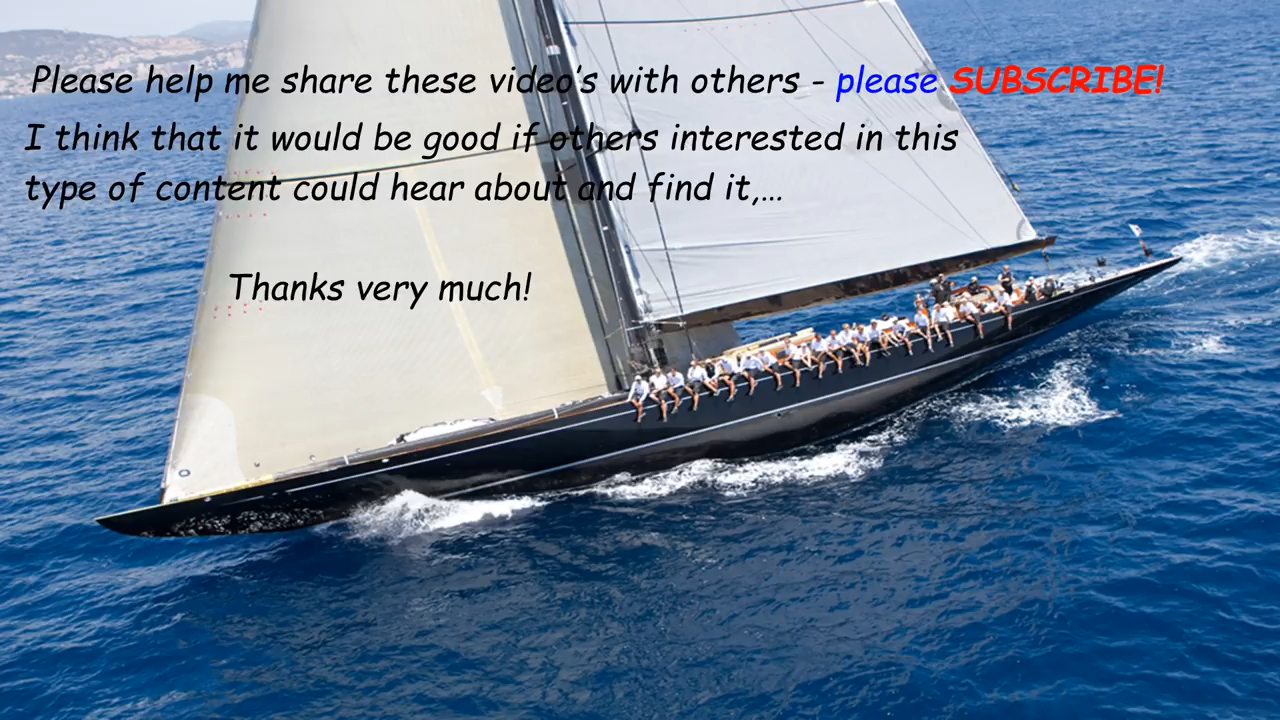 Please help me share these video's with others - please SUBSCRIBE!
I think that it would be good if others interested in this
type of content could hear about and find it,...
Thanks very much!